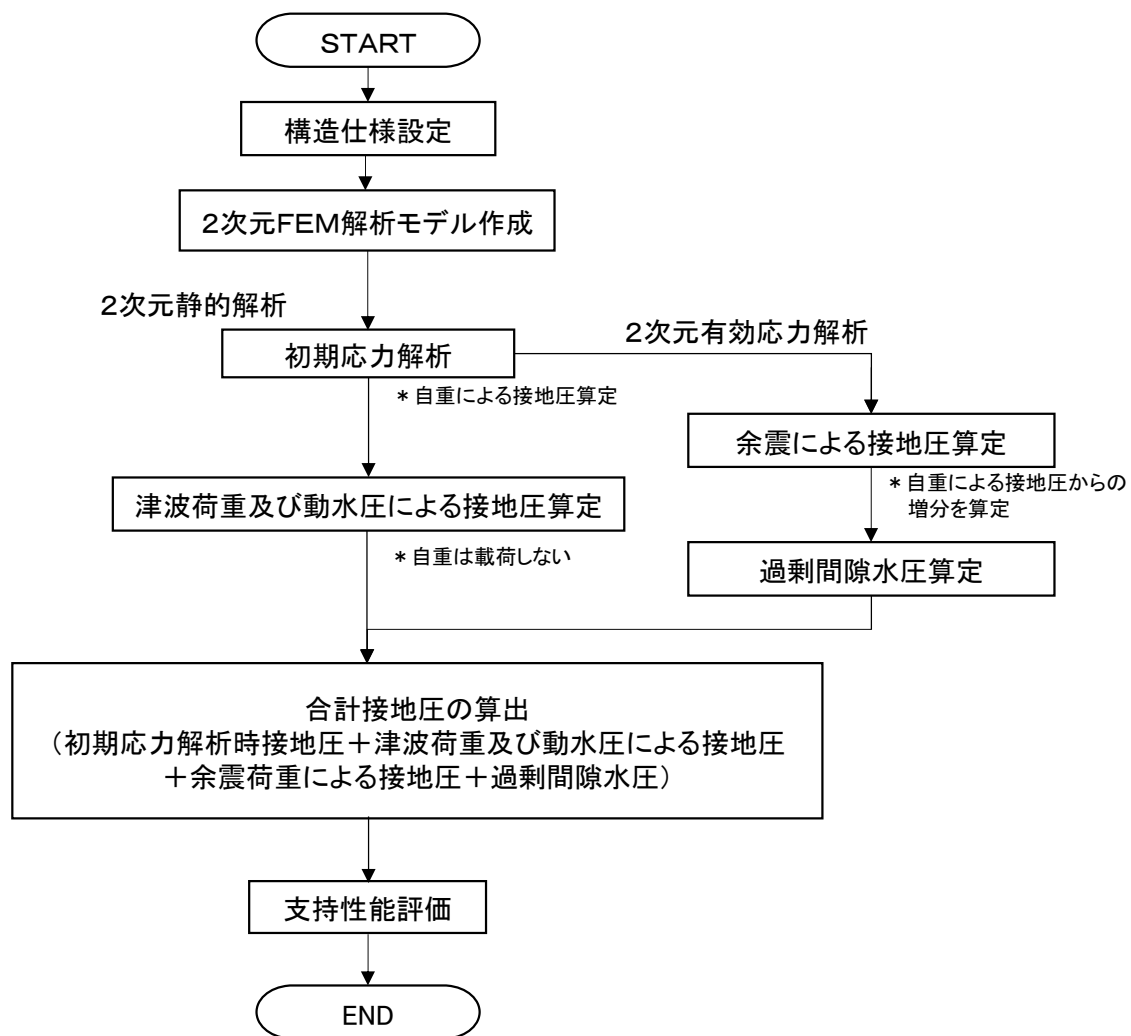 START
構造仕様設定
2次元FEM解析モデル作成
2次元静的解析
初期応力解析
2次元有効応力解析
*自重による接地圧算定
余震による接地圧算定
*自重による接地圧からの
増分を算定
津波荷重及び動水圧による接地圧算定
*自重は載荷しない
過剰間隙水圧算定
合計接地圧の算出
(初期応力解析時接地圧+津波荷重及び動水圧による接地圧
+余震荷重による接地圧+過剰間隙水圧)
支持性能評価
END